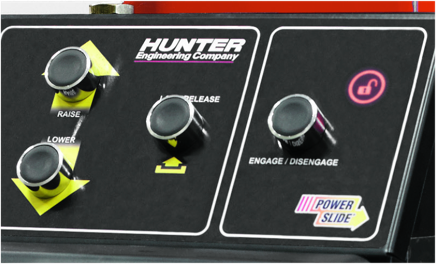 HUNTER
Engineering Company
RELEASE
RAISE
LOWER
ENGAGE / DISENGAGE
POWER
SLIDE